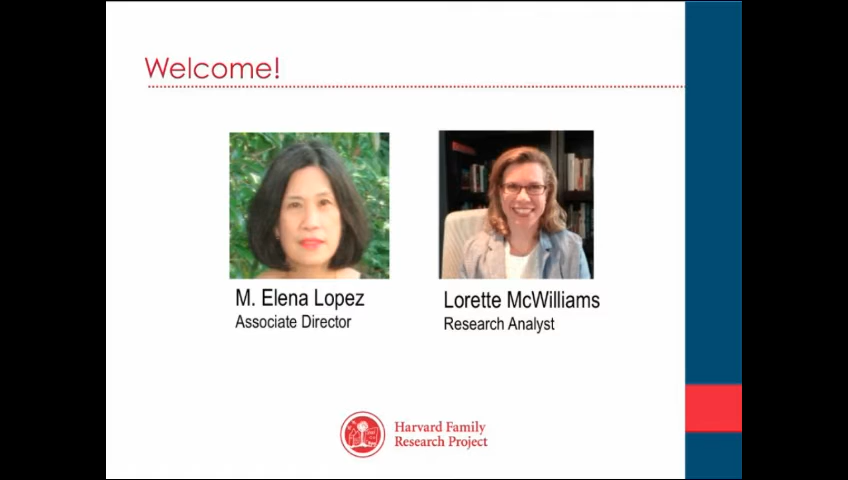 Welcome!
M. Elena Lopez
Associate Director
Lorette McWilliams
Research Analyst
Harvard Family
Research Project